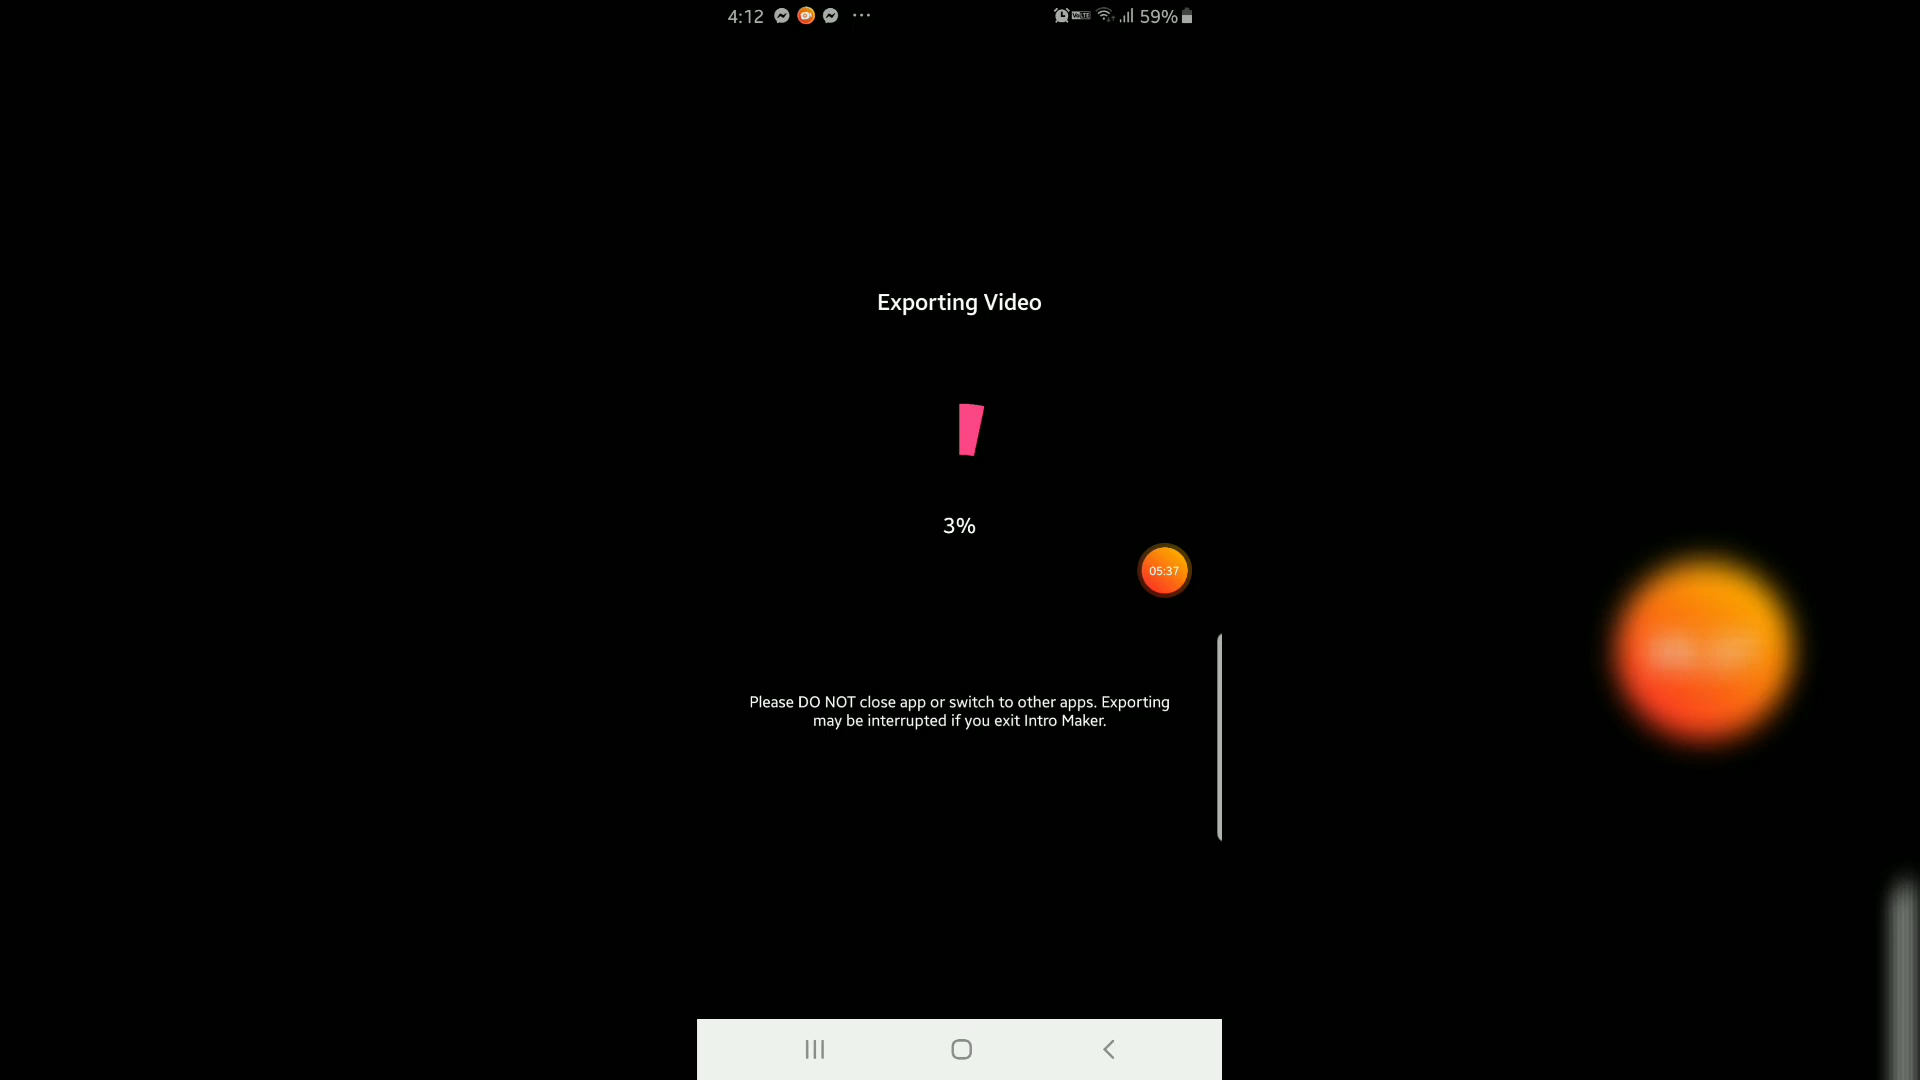 4:12 59%
Exporting Video
3%
05:37
Please DO NOT close app or switch to other apps. Exporting
may be interrupted if you exit Intro Maker.